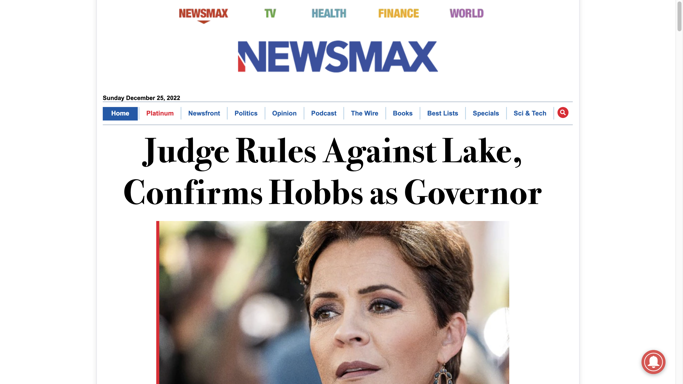 NEWSMAX TV HEALTH FINANCE WORLD
NEWSMAX
Sunday December 25, 2022
Home Platinum Newsfront Politics Opinion Podcast The Wire Books Best Lists Specials Sci & Tech
Judge Rules Against Lake,
Confirms Hobbs as Governor